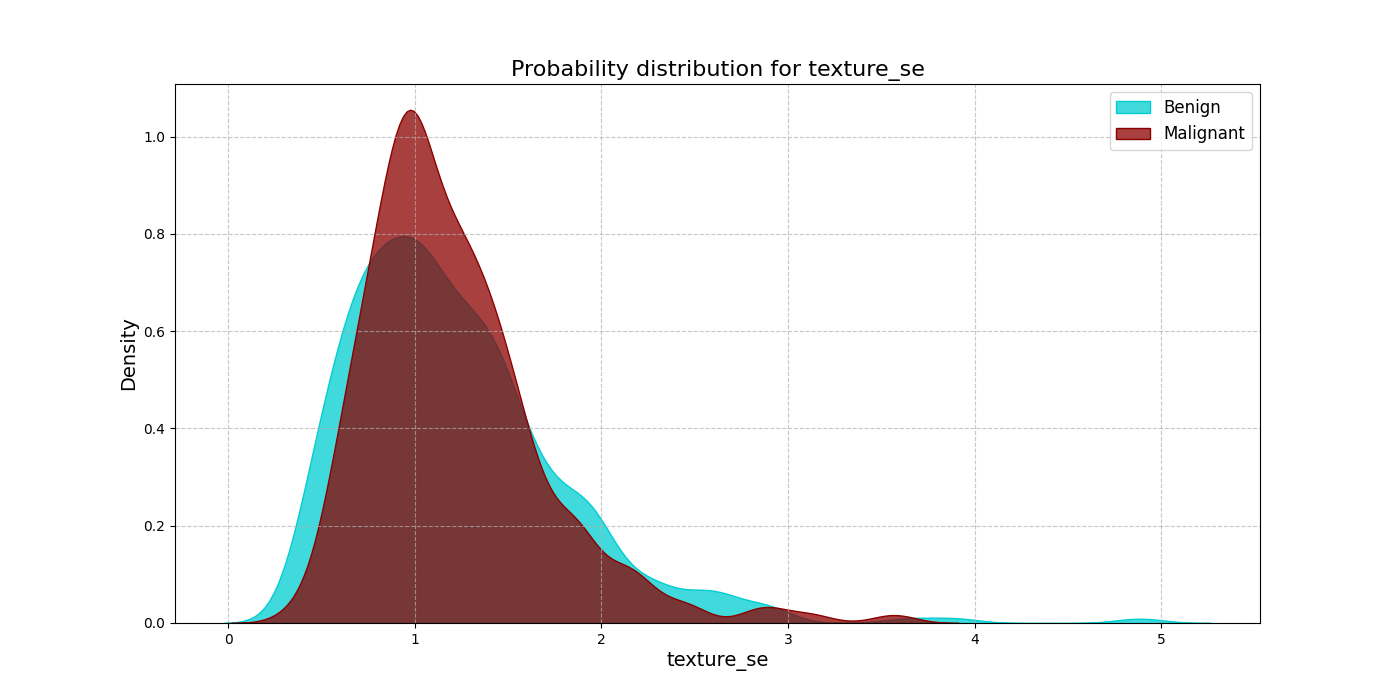 Probability distribution for texture_se
Benign
Malignant
1.0
0.8
0.6
0.4
0.2
0.0
Density
0 1 2 3 4 5
texture_se